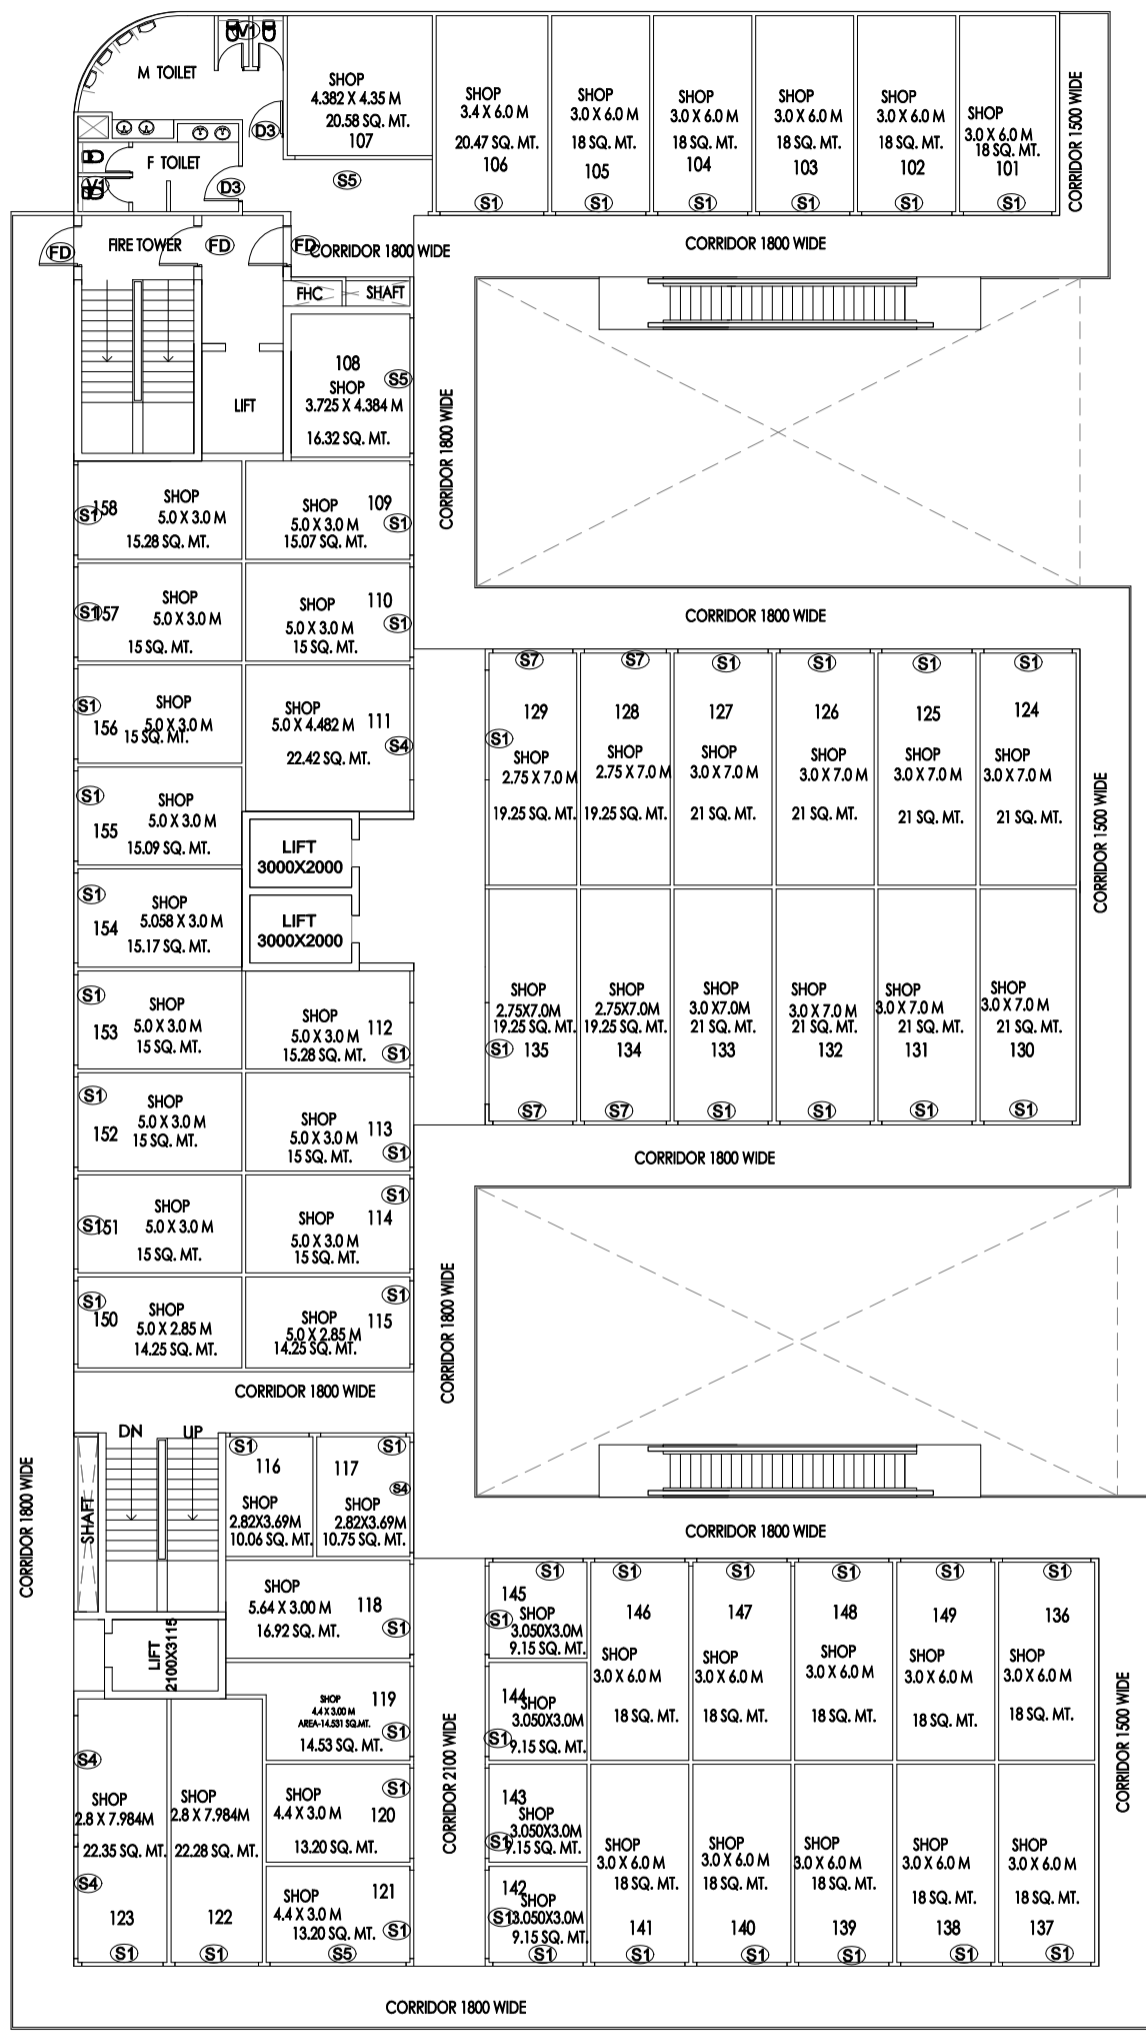 V1
M TOILET
D3
F TOILET
V1
D3
SHOP
4.382 X 4.35 M
20.58 SQ. MT.
107
S5
SHOP
3.4 X 6.0 M
20.47 SQ. MT.
106
S1
SHOP
3.0 X 6.0 M
18 SQ. MT.
105
S1
SHOP
3.0 X 6.0 M
18 SQ. MT.
104
S1
SHOP
3.0 X 6.0 M
18 SQ. MT.
103
S1
SHOP
3.0 X 6.0 M
18 SQ. MT.
102
S1
SHOP
3.0 X 6.0 M
18 SQ. MT.
101
S1
CORRIDOR 1500 WIDE
FD
FIRE TOWER
FD
FD
CORRIDOR 1800 WIDE
CORRIDOR 1800 WIDE
FHC
SHAFT
LIFT
108
S5
SHOP
3.725 X 4.384 M
16.32 SQ. MT.
CORRIDOR 1800 WIDE
S1
158
SHOP
5.0 X 3.0 M
15.28 SQ. MT.
109
SHOP
5.0 X 3.0 M
S1
15.07 SQ. MT.
S1
157
SHOP
5.0 X 3.0 M
15 SQ. MT.
110
SHOP
5.0 X 3.0 M
S1
15 SQ. MT.
CORRIDOR 1800 WIDE
S1
156
SHOP
5.0 X 3.0 M
15 SQ. MT.
SHOP
5.0 X 4.482 M
111
S4
22.42 SQ. MT.
S1
155
SHOP
5.0 X 3.0 M
15.09 SQ. MT.
LIFT
3000X2000
S1
154
SHOP
5.058 X 3.0 M
15.17 SQ. MT.
LIFT
3000X2000
S7
129
S1
SHOP
2.75 X 7.0 M
19.25 SQ. MT.
S7
128
SHOP
2.75 X 7.0 M
19.25 SQ. MT.
S1
127
SHOP
3.0 X 7.0 M
21 SQ. MT.
S1
126
SHOP
3.0 X 7.0 M
21 SQ. MT.
S1
125
SHOP
3.0 X 7.0 M
21 SQ. MT.
S1
124
SHOP
3.0 X 7.0 M
21 SQ. MT.
CORRIDOR 1500 WIDE
S1
153
SHOP
5.0 X 3.0 M
15 SQ. MT.
SHOP
112
5.0 X 3.0 M
15.28 SQ. MT.
S1
SHOP
2.75X7.0M
19.25 SQ. MT.
S1
135
S7
SHOP
2.75X7.0M
19.25 SQ. MT.
134
S7
SHOP
3.0 X7.0M
21 SQ. MT.
133
S1
SHOP
3.0 X 7.0 M
21 SQ. MT.
132
S1
SHOP
3.0 X 7.0 M
21 SQ. MT.
131
S1
SHOP
3.0 X 7.0 M
21 SQ. MT.
130
S1
S1
152
SHOP
5.0 X 3.0 M
15 SQ. MT.
SHOP
113
5.0 X 3.0 M
15 SQ. MT.
S1
CORRIDOR 1800 WIDE
S1
151
SHOP
5.0 X 3.0 M
15 SQ. MT.
S1
SHOP
114
5.0 X 3.0 M
15 SQ. MT.
S1
150
SHOP
5.0 X 2.85 M
14.25 SQ. MT.
S1
SHOP
115
5.0 X 2.85 M
14.25 SQ. MT.
CORRIDOR 1800 WIDE
CORRIDOR 1800 WIDE
CORRIDOR 1800 WIDE
SHAFT
DN
UP
S1
116
SHOP
2.82X3.69M
10.06 SQ. MT.
S1
117
S4
SHOP
2.82X3.69M
10.75 SQ. MT.
CORRIDOR 1800 WIDE
SHOP
5.64 X 3.00 M
118
16.92 SQ. MT.
S1
LIFT
2100X3115
SHOP
119
4.4 X 3.00 M
AREA-14.531 SQ.MT.
S1
14.53 SQ. MT.
S4
SHOP
2.8 X 7.984M
22.35 SQ. MT.
S4
123
S1
SHOP
2.8 X 7.984M
22.28 SQ. MT.
122
S1
S1
SHOP
4.4 X 3.0 M
120
13.20 SQ. MT.
121
SHOP
4.4 X 3.0 M
13.20 SQ. MT.
S1
S5
CORRIDOR 2100 WIDE
S1
145
S1
SHOP
3.050X3.0M
9.15 SQ. MT.
144
SHOP
3.050X3.0M
S1
9.15 SQ. MT.
143
SHOP
3.050X3.0M
S1
9.15 SQ. MT.
142
SHOP
S1
3.050X3.0M
9.15 SQ. MT.
S1
S1
146
SHOP
3.0 X 6.0 M
18 SQ. MT.
S1
147
SHOP
3.0 X 6.0 M
18 SQ. MT.
S1
148
SHOP
3.0 X 6.0 M
18 SQ. MT.
S1
149
SHOP
3.0 X 6.0 M
18 SQ. MT.
S1
136
SHOP
3.0 X 6.0 M
18 SQ. MT.
CORRIDOR 1500 WIDE
SHOP
3.0 X 6.0 M
18 SQ. MT.
141
S1
SHOP
3.0 X 6.0 M
18 SQ. MT.
140
S1
SHOP
3.0 X 6.0 M
18 SQ. MT.
139
S1
SHOP
3.0 X 6.0 M
18 SQ. MT.
138
S1
SHOP
3.0 X 6.0 M
18 SQ. MT.
137
S1
CORRIDOR 1800 WIDE